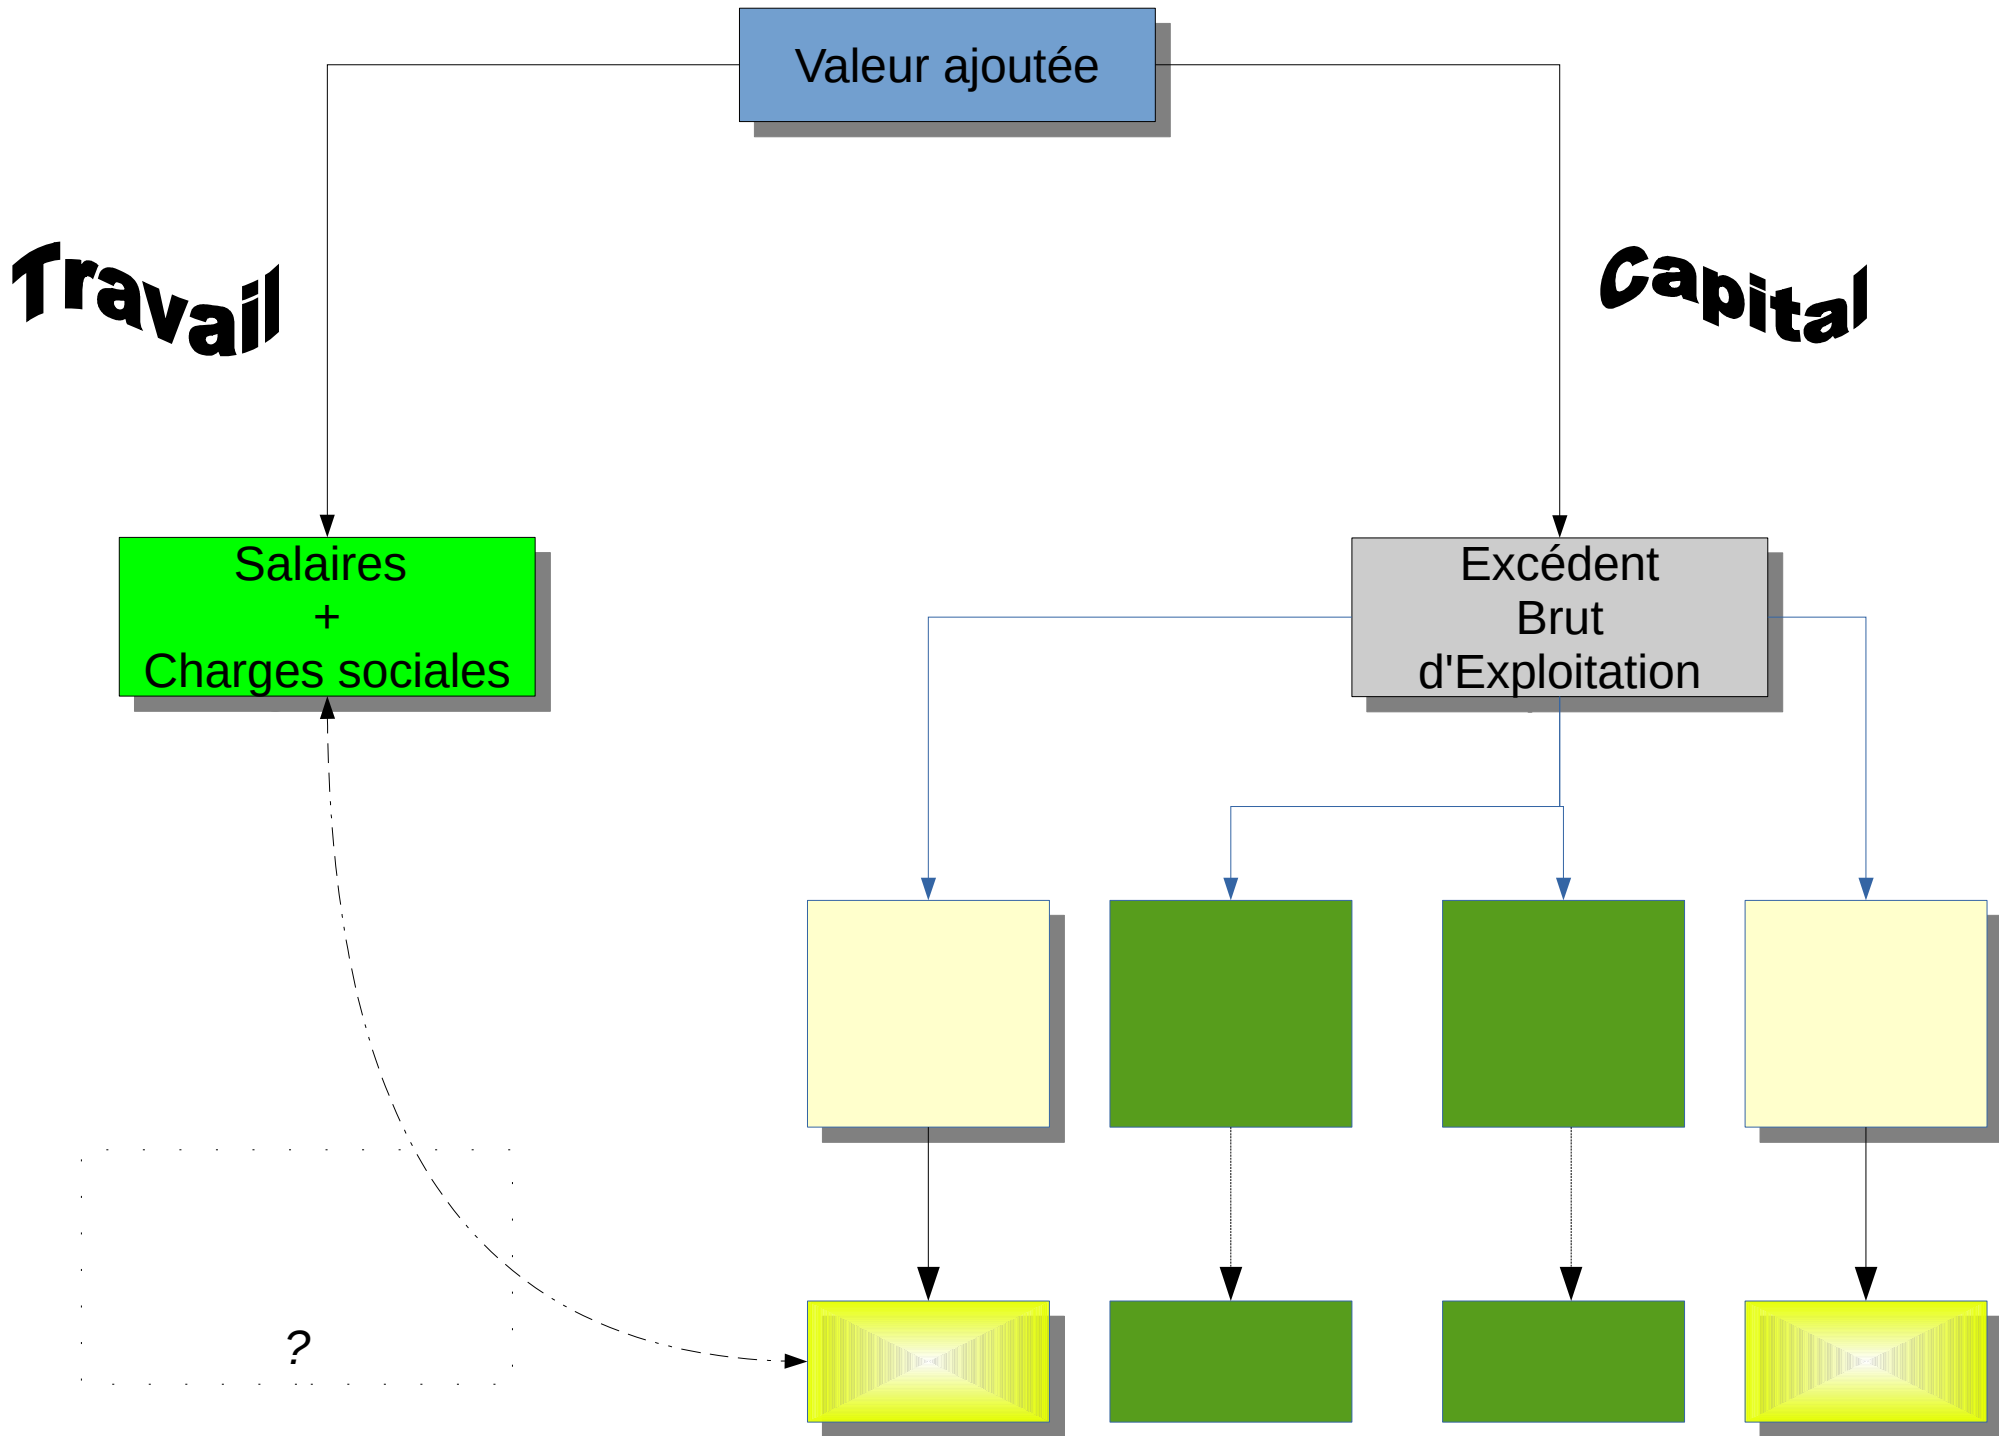 Valeur ajoutée
Travail
Capital
Salaires
+
Charges sociales
Excédent
Brut
d'Exploitation
?